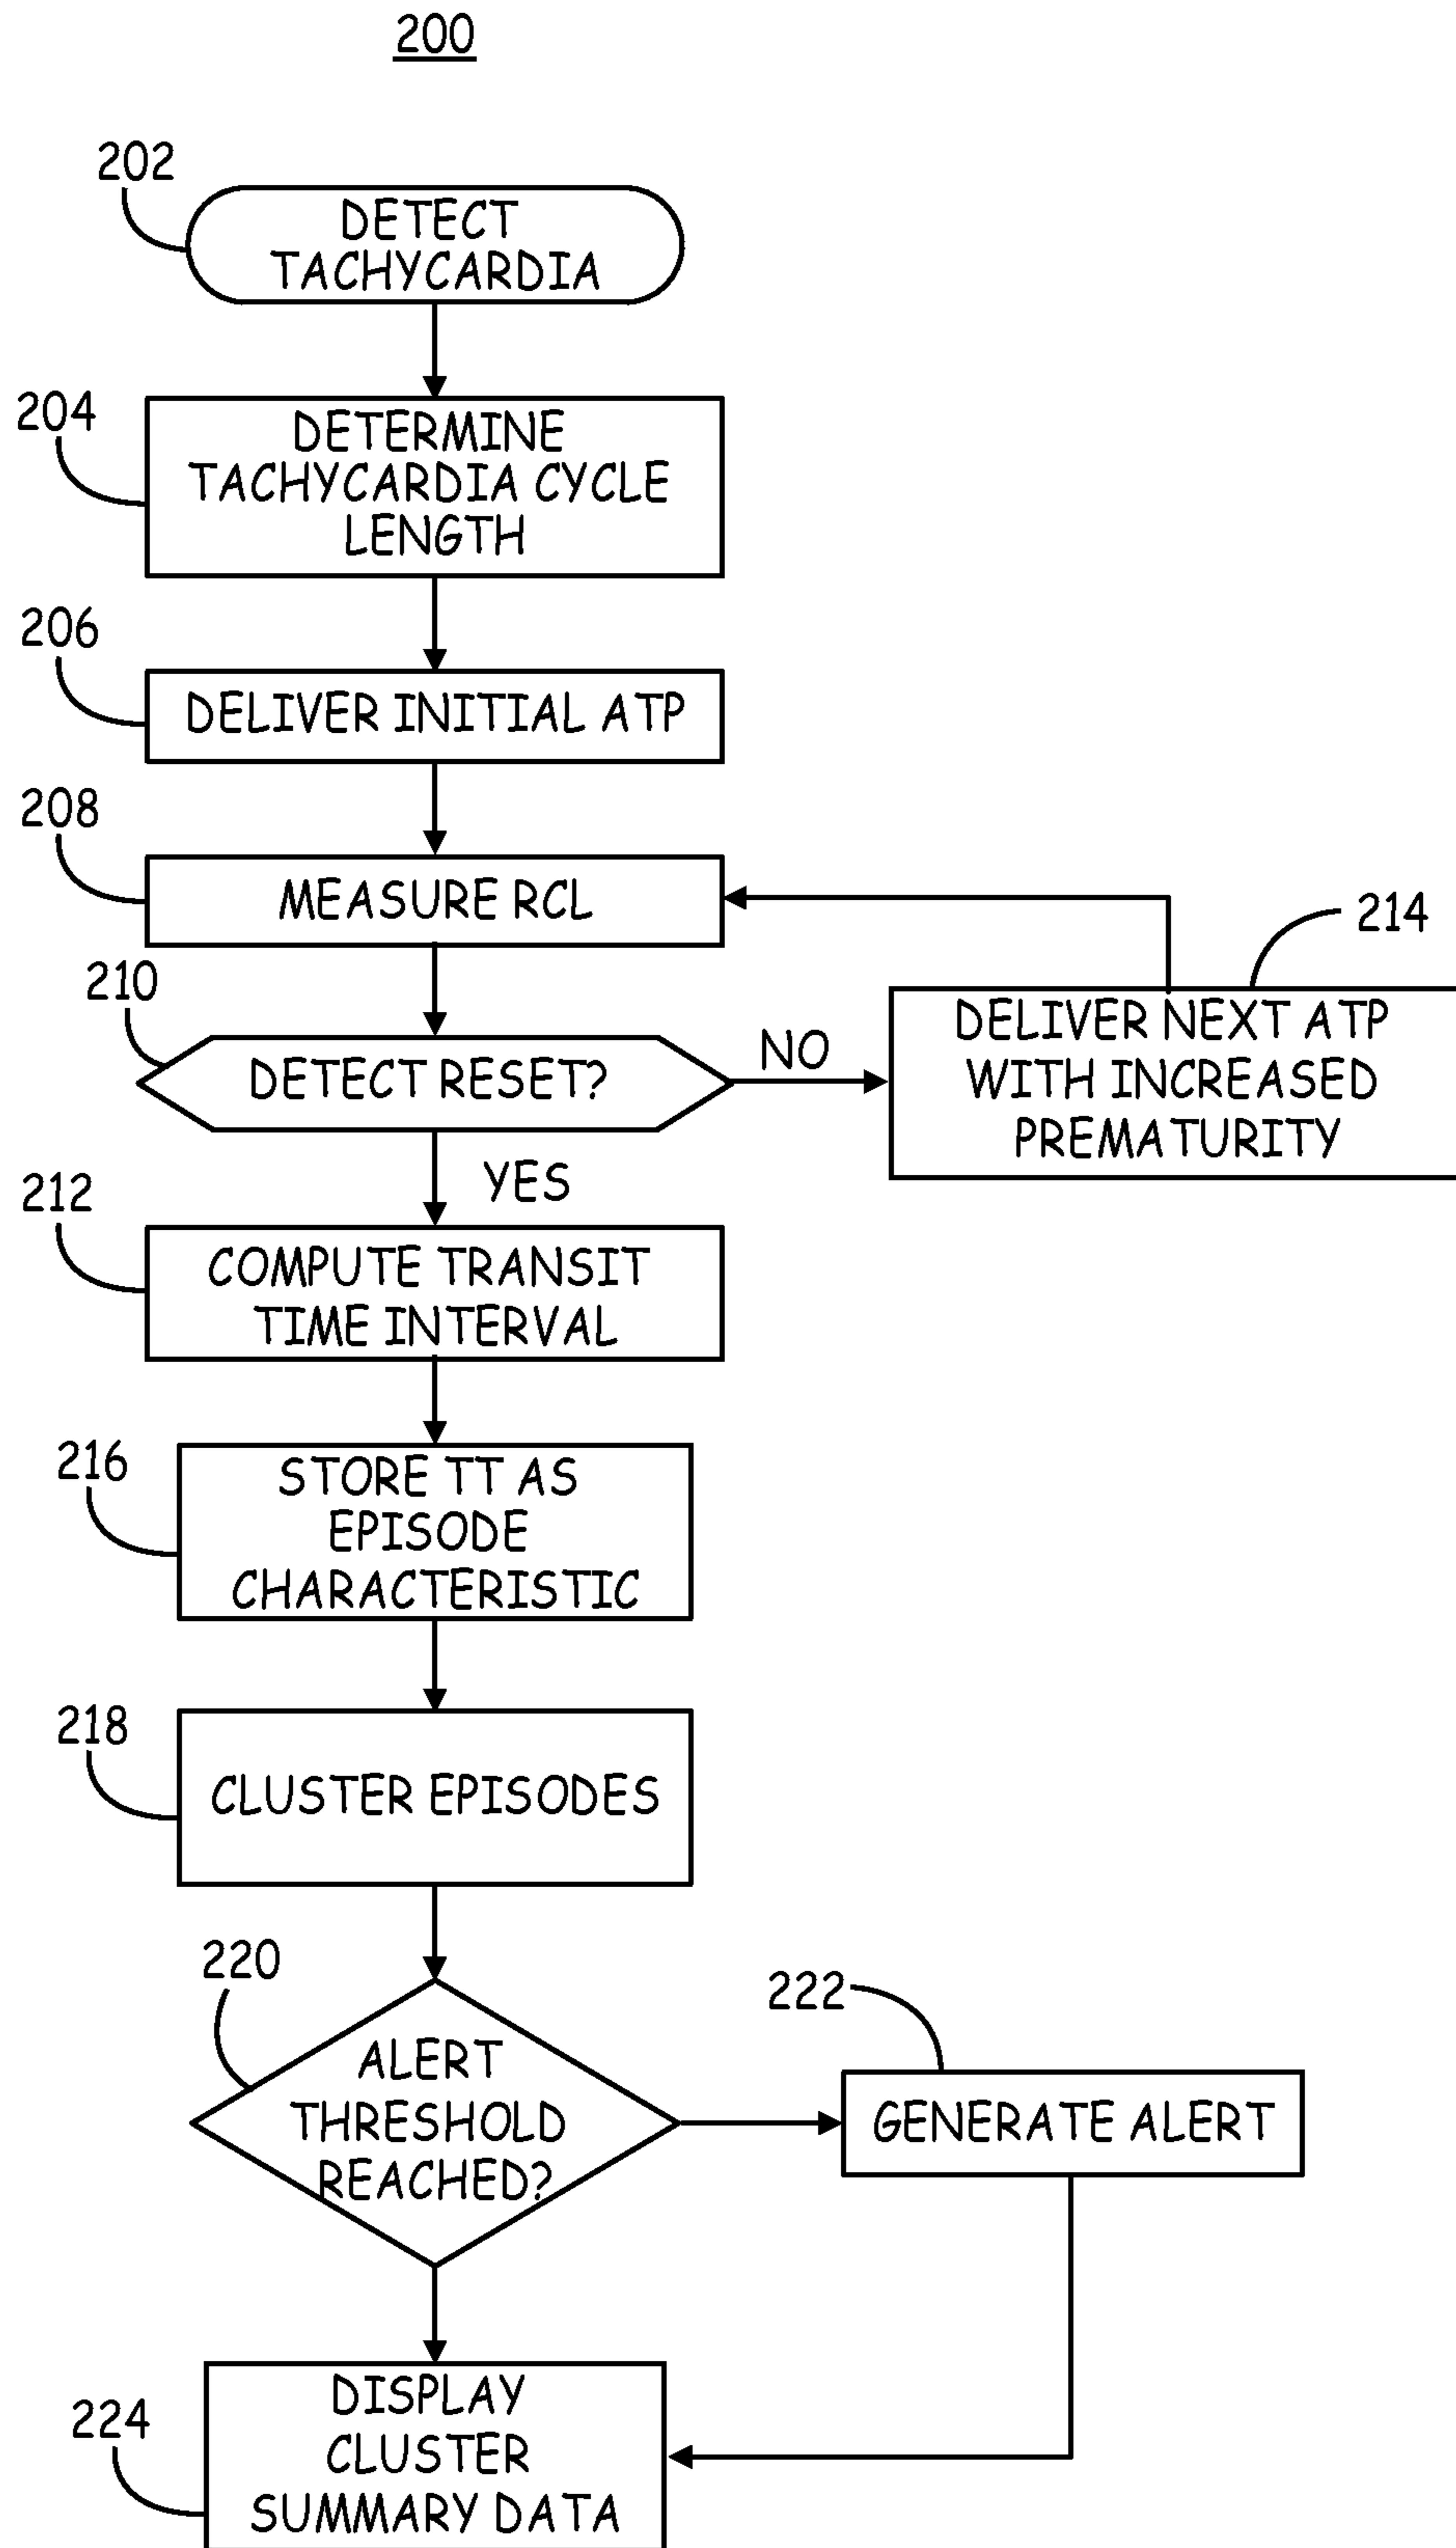 200
202
DETECT
TACHYCARDIA
204
DETERMINE
TACHYCARDIA CYCLE
LENGTH
206
DELIVER INITIAL ATP
208
MEASURE RCL
210
DETECT RESET?
NO
214
DELIVER NEXT ATP
WITH INCREASED
PREMATURITY
YES
212
COMPUTE TRANSIT
TIME INTERVAL
216
STORE TT AS
EPISODE
CHARACTERISTIC
218
CLUSTER EPISODES
220
ALERT
THRESHOLD
REACHED?
222
GENERATE ALERT
224
DISPLAY
CLUSTER
SUMMARY DATA